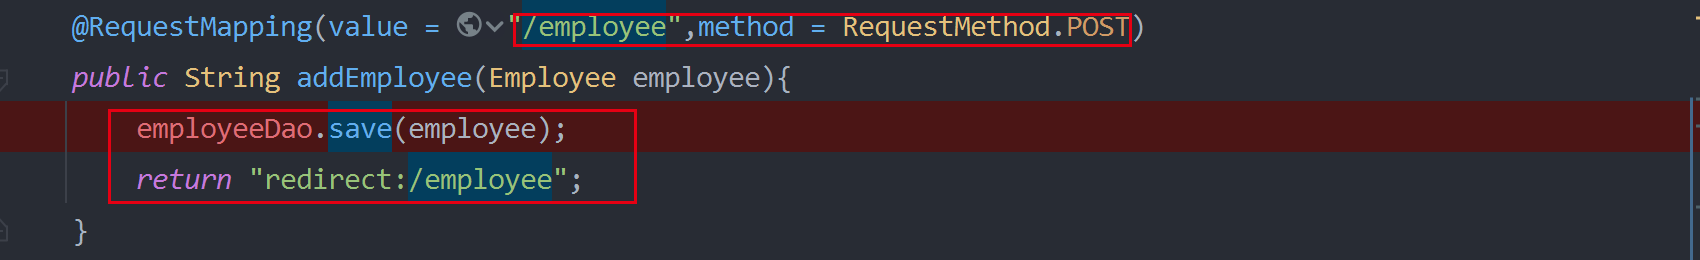 @RequestMapping(value = "/employee",method = RequestMethod.POST)
public String addEmployee(Employee employee){
employeeDao.save(employee);
return "redirect:/employee";
}